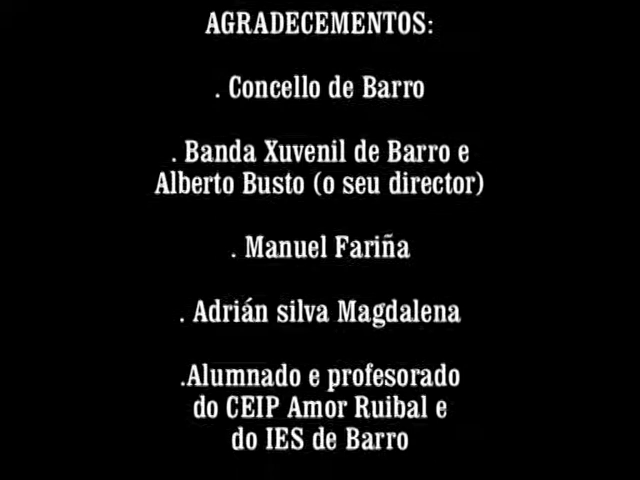 AGRADECEMENTOS:
. Concello de Barro
. Banda Xuvenil de Barro e
Alberto Busto (o seu director)
. Manuel Fariña
. Adrián silva Magdalena
.Alumnado e profesorado
do CEIP Amor Ruibal e
do IES de Barro